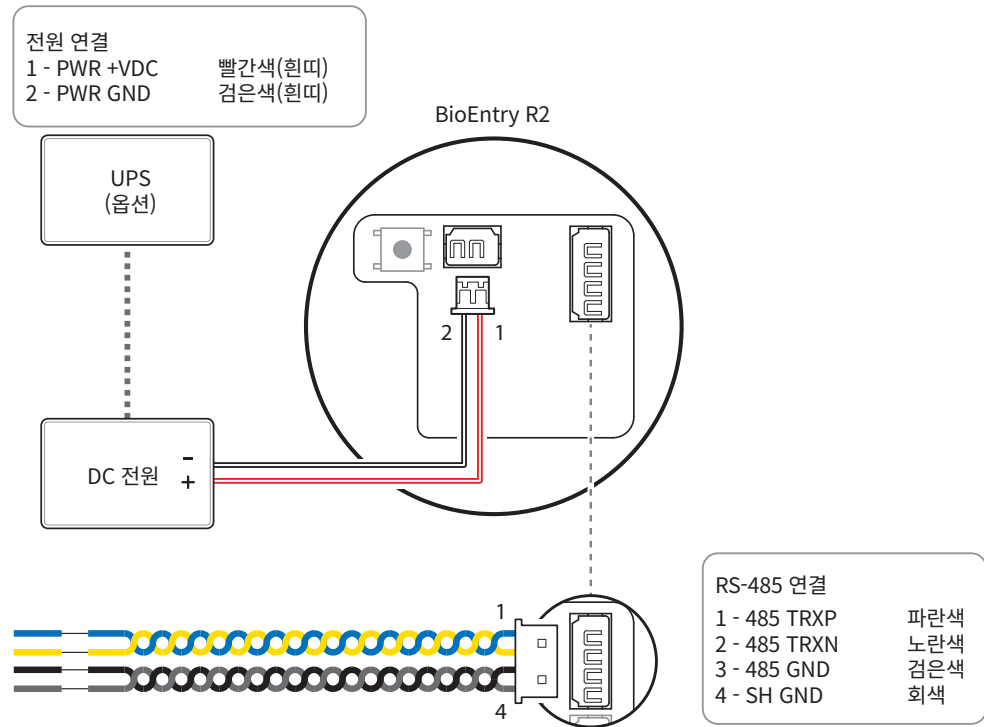 전원 연결
1 - PWR +VDC 빨간색(흰띠)
2 - PWR GND 검은색(흰띠)
BioEntry R2
UPS
(옵션)
2 1
DC 전원 - +
RS-485 연결
1 - 485 TRXP 파란색
2 - 485 TRXN 노란색
3 - 485 GND 검은색
4 - SH GND 회색
1
4